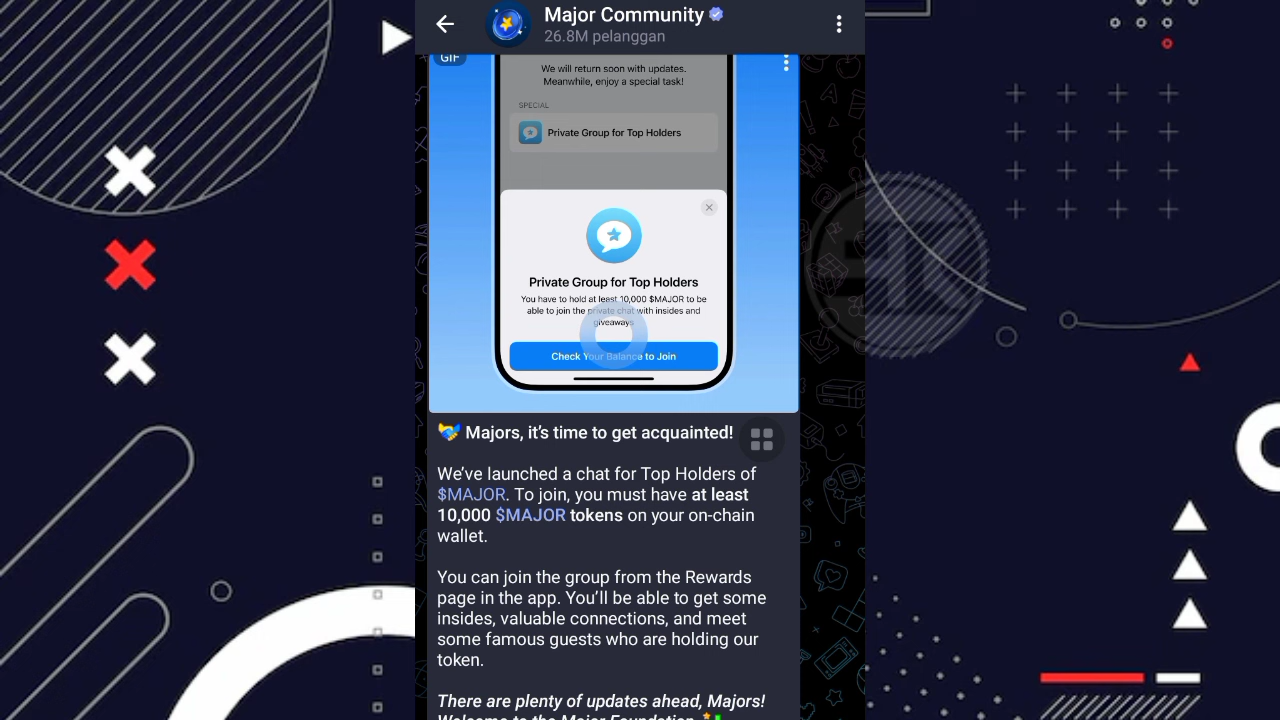 Major Community
26.8M pelanggan
GIF
We will return soon with updates.
Meanwhile, enjoy a special task!
SPECIAL
Private Group for Top Holders
Private Group for Top Holders
You have to hold at least 10,000 $MAJOR to be
able to join the private chat with insides and
giveaways
Check Your Balance to Join
🤝 Majors, it's time to get acquainted!
We've launched a chat for Top Holders of
$MAJOR. To join, you must have at least
10,000 $MAJOR tokens on your on-chain
wallet.
You can join the group from the Rewards
page in the app. You'll be able to get some
insides, valuable connections, and meet
some famous guests who are holding our
token.
There are plenty of updates ahead, Majors!
Welcome to the Major Foundation